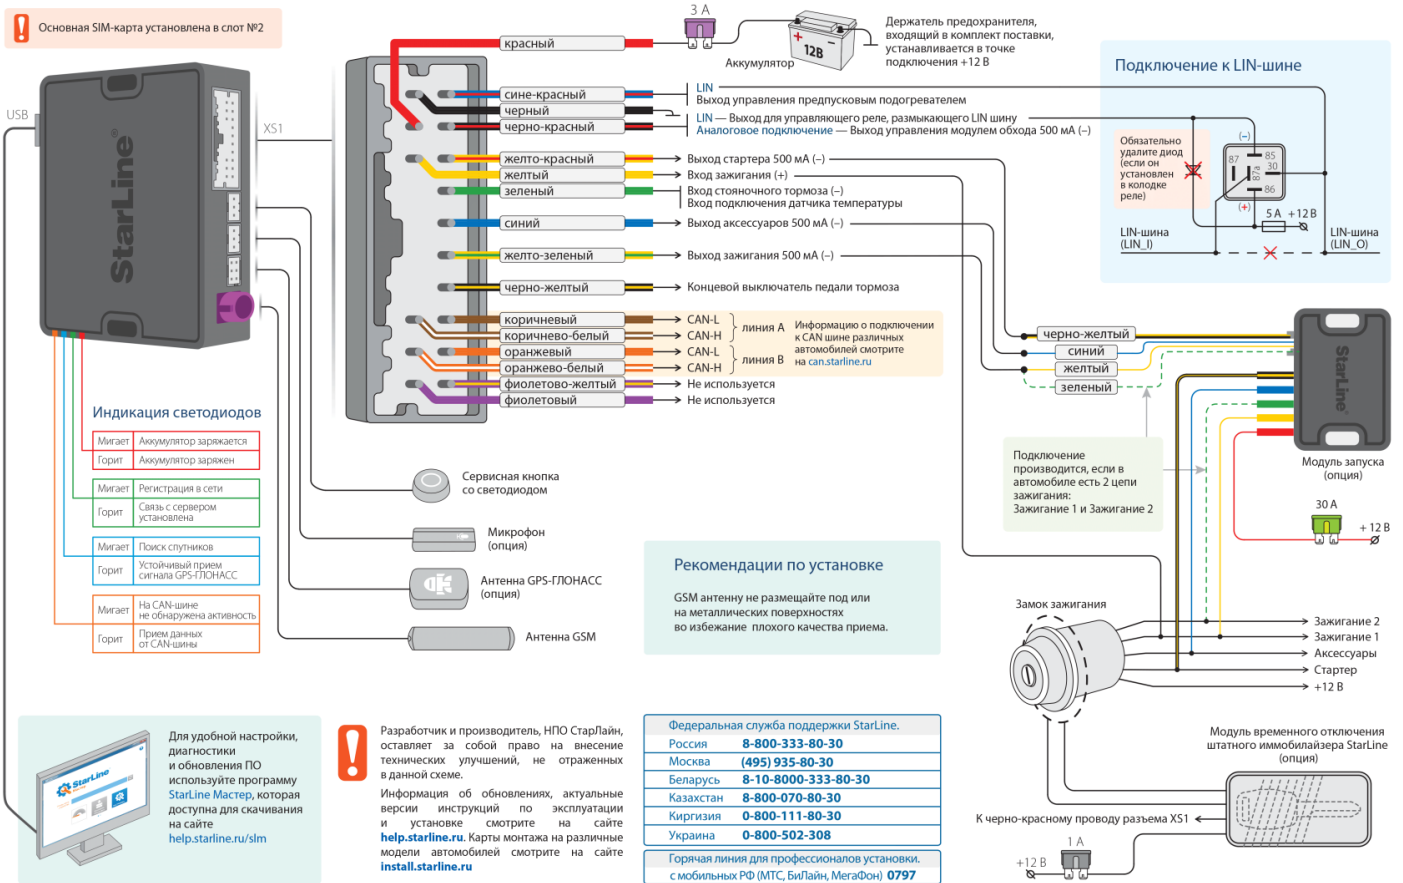 Основная SIM-карта установлена в слот №2
USB
XS1
StarLine®
3 А
Аккумулятор
12В
Держатель предохранителя,
входящий в комплект поставки,
устанавливается в точке
подключения +12 В
красный
сине-красный
черный
черно-красный
желто-красный
желтый
зеленый
синий
желто-зеленый
черно-желтый
коричневый
коричнево-белый
оранжевый
оранжево-белый
фиолетово-желтый
фиолетовый
LIN
Выход управления предпусковым подогревателем
LIN — Выход для управляющего реле, размыкающего LIN шину
Аналоговое подключение — Выход управления модулем обхода 500 мА (–)
Выход стартера 500 мА (–)
Вход зажигания (+)
Вход стояночного тормоза (–)
Вход подключения датчика температуры
Выход аксессуаров 500 мА (–)
Выход зажигания 500 мА (–)
Концевой выключатель педали тормоза
CAN-L
CAN-H
линия А
CAN-L
CAN-H
линия В
Информацию о подключении
к CAN шине различных
автомобилей смотрите
на can.starline.ru
Не используется
Не используется
Подключение к LIN-шине
Обязательно
удалите диод
(если он
установлен
в колодке
реле)
(–)
87
85
30
87а
86
(+)
5 А
+12 В
LIN-шина
(LIN_I)
LIN-шина
(LIN_O)
черно-желтый
синий
желтый
зеленый
StarLine®
Модуль запуска
(опция)
30 А
+ 12 В
Подключение
производится, если в
автомобиле есть 2 цепи
зажигания:
Зажигание 1 и Зажигание 2
Индикация светодиодов
Мигает Аккумулятор заряжается
Горит Аккумулятор заряжен
Мигает Регистрация в сети
Горит Связь с сервером
установлена
Мигает Поиск спутников
Горит Устойчивый прием
сигнала GPS-ГЛОНАСС
Мигает На CAN-шине
не обнаружена активность
Горит Прием данных
от CAN-шины
Сервисная кнопка
со светодиодом
Микрофон
(опция)
Антенна GPS-ГЛОНАСС
(опция)
Антенна GSM
Рекомендации по установке
GSM антенну не размещайте под или
на металлических поверхностях
во избежание плохого качества приема.
Замок зажигания
Зажигание 2
Зажигание 1
Аксессуары
Стартер
+12 В
Модуль временного отключения
штатного иммобилайзера StarLine
(опция)
К черно-красному проводу разъема XS1
1 А
+12 В
StarLine
Для удобной настройки,
диагностики
и обновления ПО
используйте программу
StarLine Мастер, которая
доступна для скачивания
на сайте
help.starline.ru/slm
Разработчик и производитель, НПО СтарЛайн,
оставляет за собой право на внесение
технических улучшений, не отраженных
в данной схеме.
Информация об обновлениях, актуальные
версии инструкций по эксплуатации
и установке смотрите на сайте
help.starline.ru. Карты монтажа на различные
модели автомобилей смотрите на сайте
install.starline.ru
Федеральная служба поддержки StarLine.
Россия 8-800-333-80-30
Москва (495) 935-80-30
Беларусь 8-10-8000-333-80-30
Казахстан 8-800-070-80-30
Киргизия 0-800-111-80-30
Украина 0-800-502-308
Горячая линия для профессионалов установки.
с мобильных РФ (МТС, БиЛайн, МегаФон) 0797